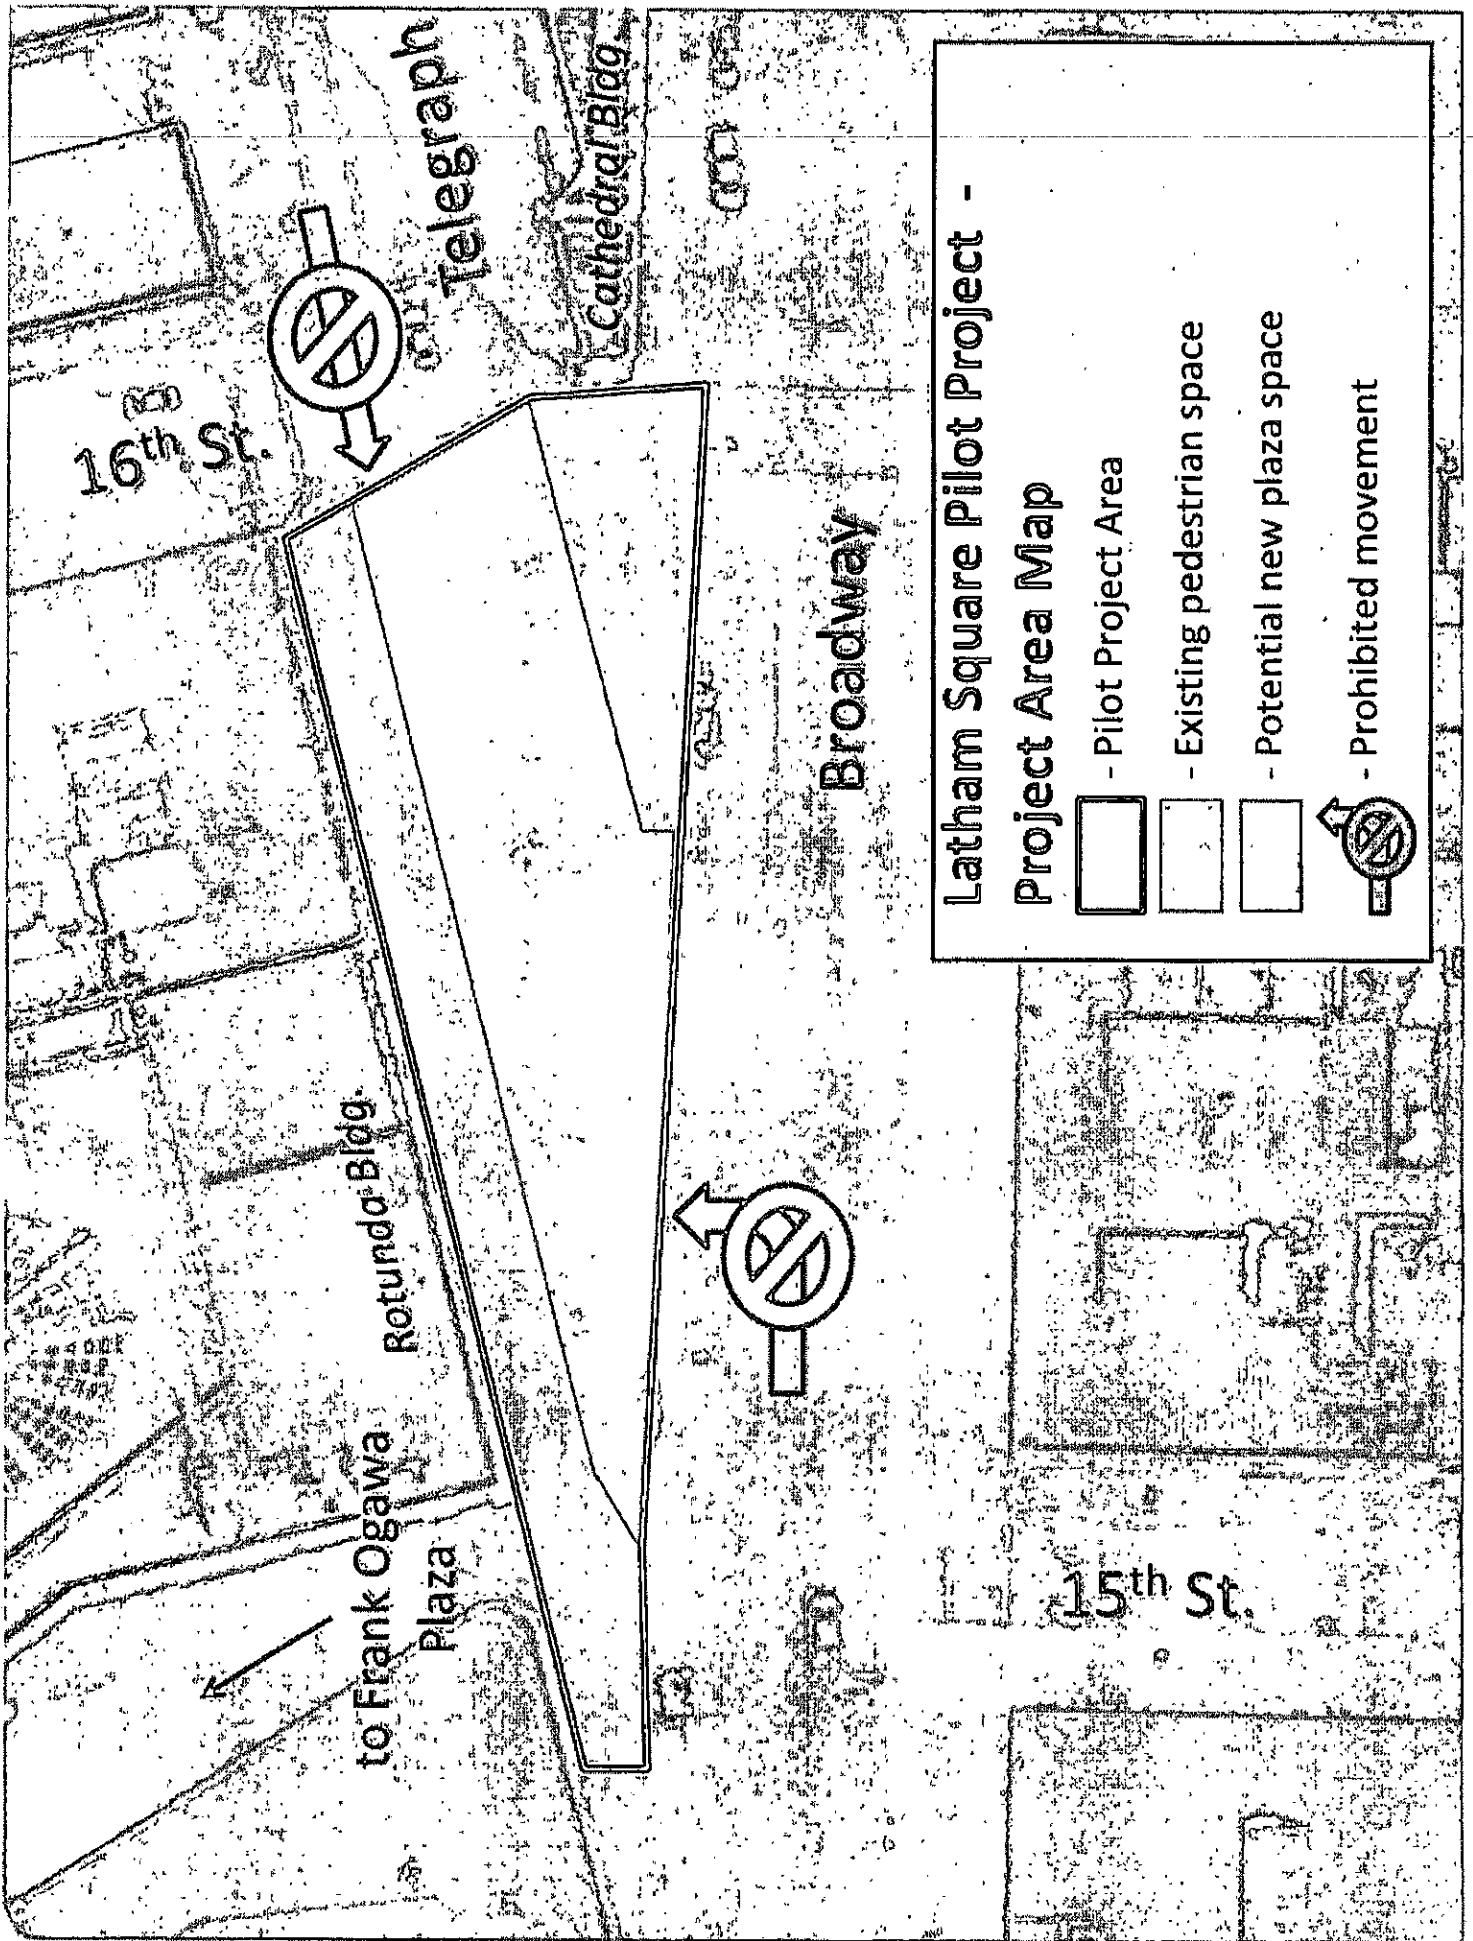 16th St.
Telegraph
Cathedral Bldg.
Rotunda Bldg.
to Frank Ogawa
Plaza
Broadway
15th St.
Latham Square Pilot Project -
Project Area Map
- Pilot Project Area
- Existing pedestrian space
- Potential new plaza space
- Prohibited movement